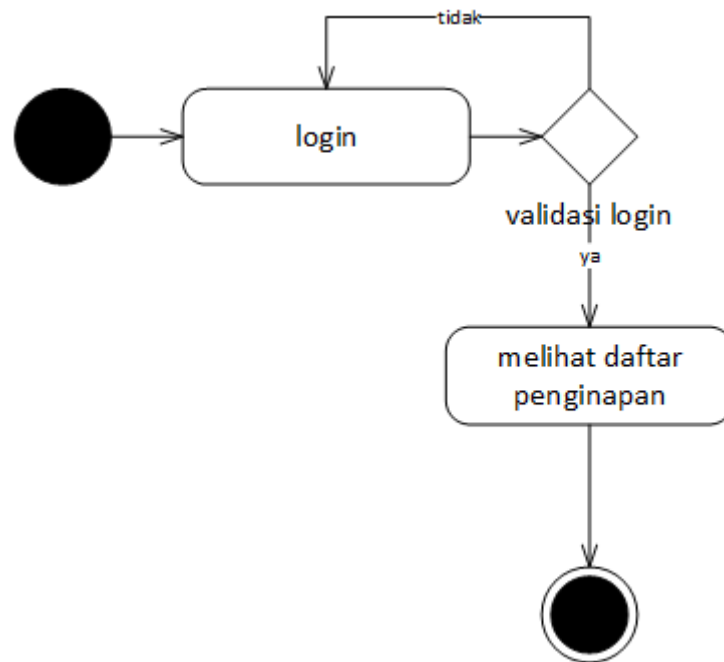 tidak
login
validasi login
ya
melihat daftar
penginapan